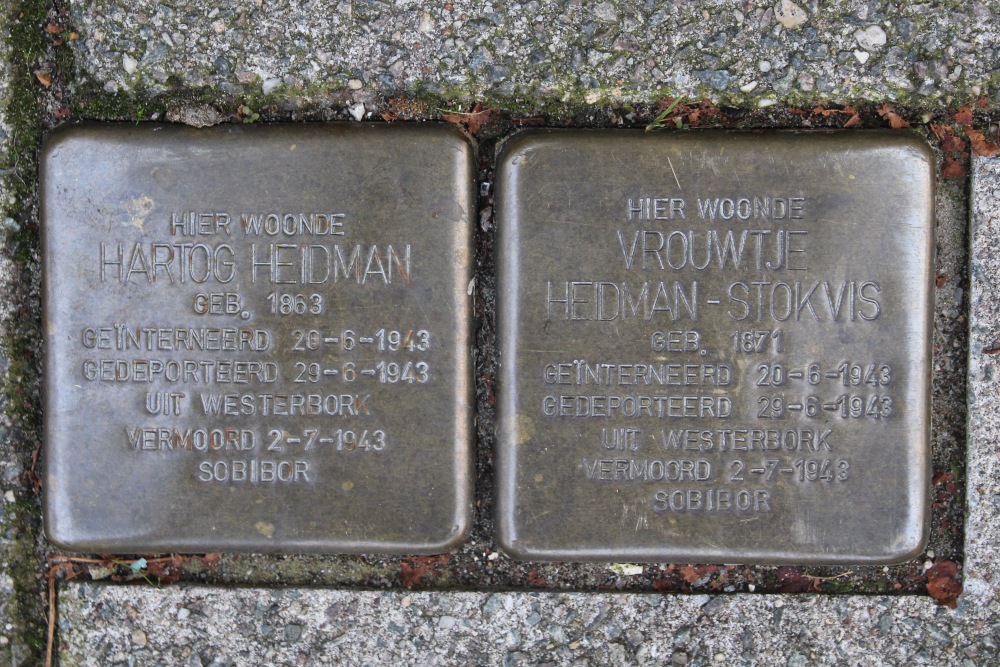 HIER WOONDE
HARTOG HEIDMAN
GEB. 1863
GEÏNTERNEERD 20-6-1943
GEDEPORTEERD 29-6-1943
UIT WESTERBORK
VERMOORD 2-7-1943
SOBIBOR
HIER WOONDE
VROUWTJE
HEIDMAN-STOKVIS
GEB. 1871
GEÏNTERNEERD 20-6-1943
GEDEPORTEERD 29-6-1943
UIT WESTERBORK
VERMOORD 2-7-1943
SOBIBOR